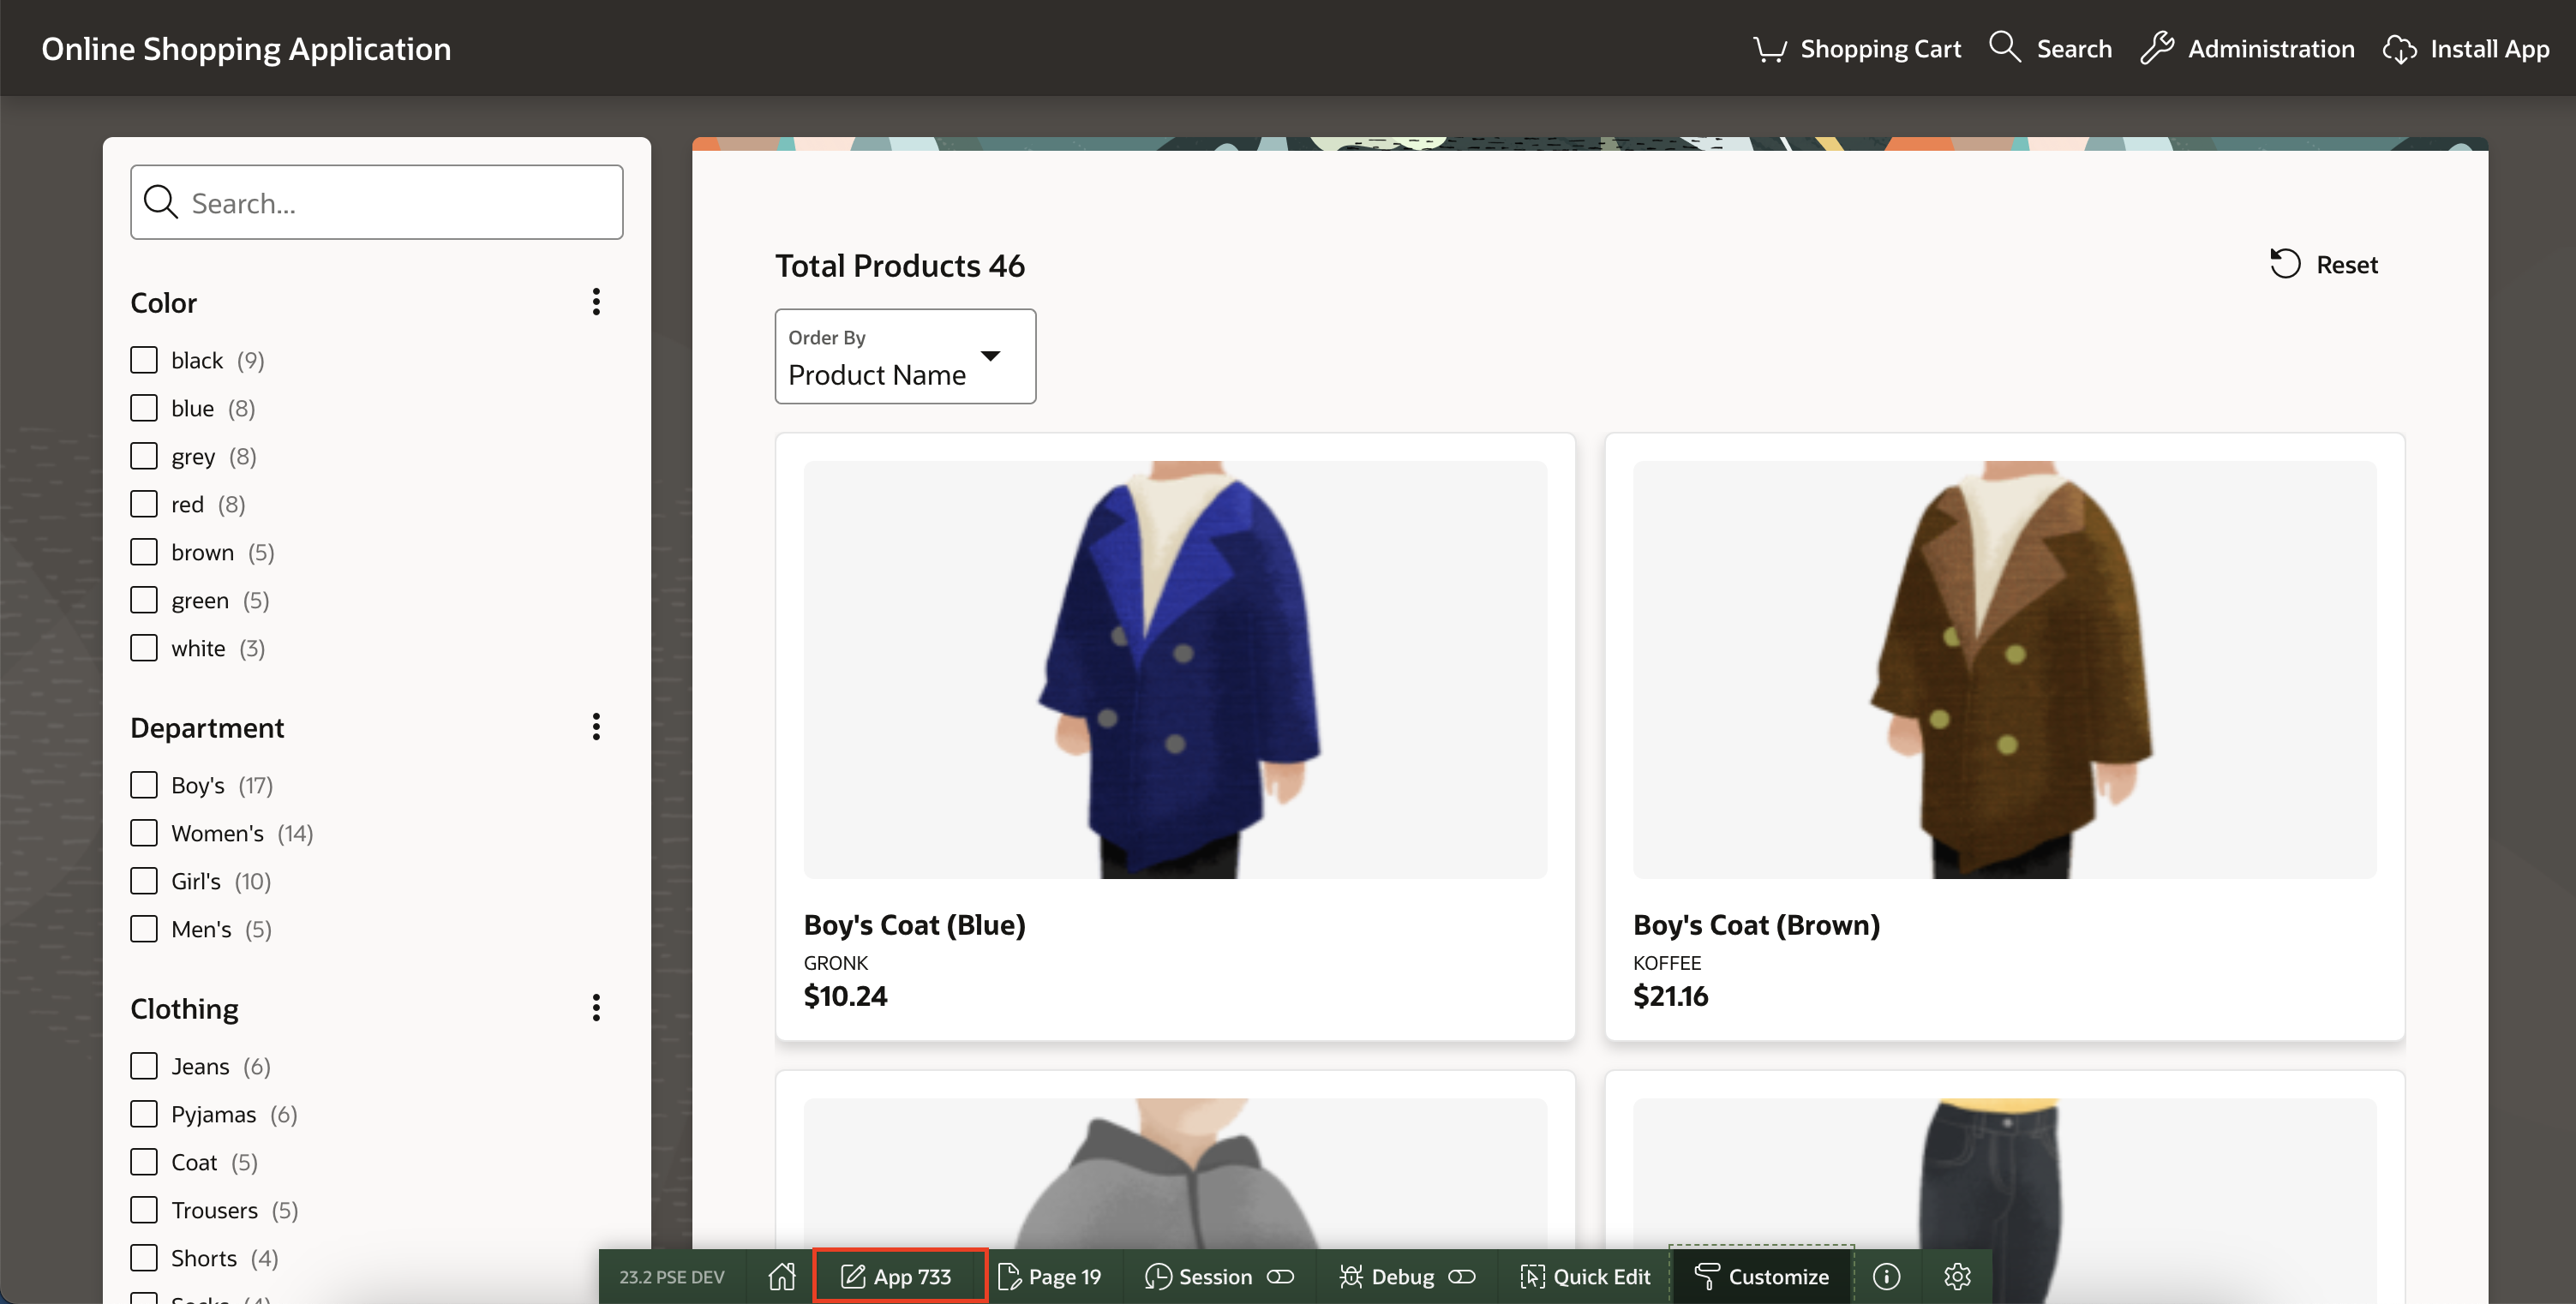 Online Shopping Application
Shopping Cart
Search
Administration
Install App
Search...
Color
black (9)
blue (8)
grey (8)
red (8)
brown (5)
green (5)
white (3)
Department
Boy's (17)
Women's (14)
Girl's (10)
Men's (5)
Clothing
Jeans (6)
Pyjamas (6)
Coat (5)
Trousers (5)
Shorts (4)
Total Products 46
Reset
Order By
Product Name
Boy's Coat (Blue)
GRONK
$10.24
Boy's Coat (Brown)
KOFFEE
$21.16
23.2 PSE DEV
App 733
Page 19
Session
Debug
Quick Edit
Customize